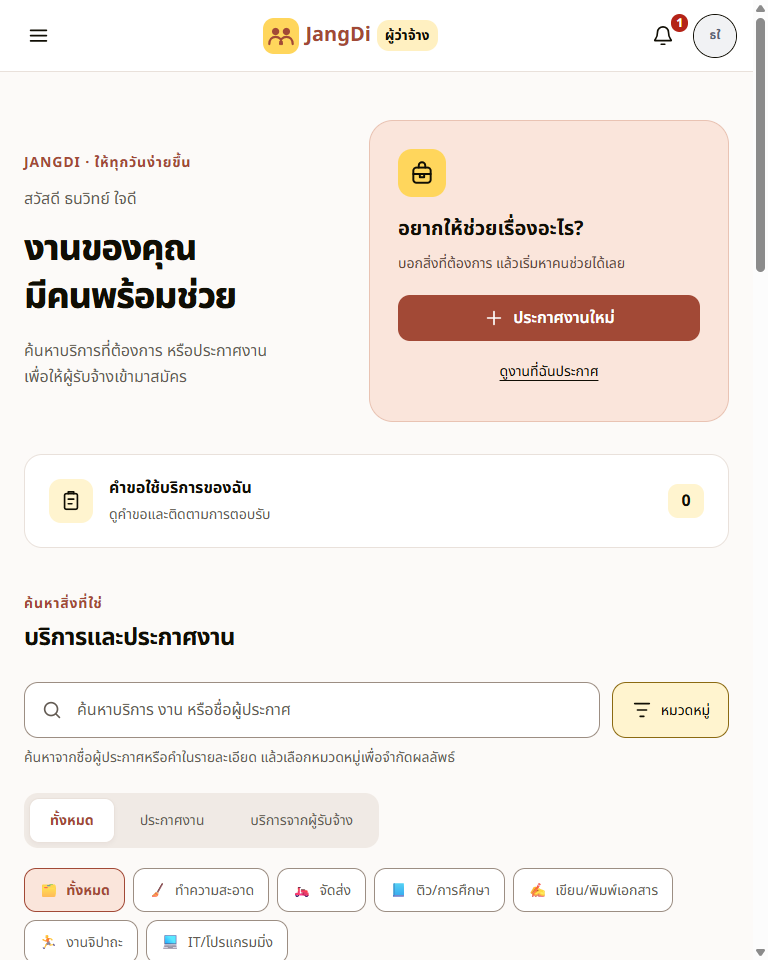 JangDi ผู้ว่าจ้าง
1
ธใ
JANGDI · ให้ทุกวันง่ายขึ้น
สวัสดี ธนวิทย์ ใจดี
งานของคุณ
มีคนพร้อมช่วย
ค้นหาบริการที่ต้องการ หรือประกาศงาน
เพื่อให้ผู้รับจ้างเข้ามาสมัคร
อยากให้ช่วยเรื่องอะไร?
บอกสิ่งที่ต้องการ แล้วเริ่มหาคนช่วยได้เลย
ประกาศงานใหม่
ดูงานที่ฉันประกาศ
คำขอใช้บริการของฉัน
ดูคำขอและติดตามการตอบรับ
0
ค้นหาสิ่งที่ใช่
บริการและประกาศงาน
ค้นหาบริการ งาน หรือชื่อผู้ประกาศ
หมวดหมู่
ค้นหาจากชื่อผู้ประกาศหรือคำในรายละเอียด แล้วเลือกหมวดหมู่เพื่อจำกัดผลลัพธ์
ทั้งหมด ประกาศงาน บริการจากผู้รับจ้าง
ทั้งหมด ทำความสะอาด จัดส่ง ติว/การศึกษา เขียน/พิมพ์เอกสาร
งานจิปาถะ IT/โปรแกรมมิ่ง